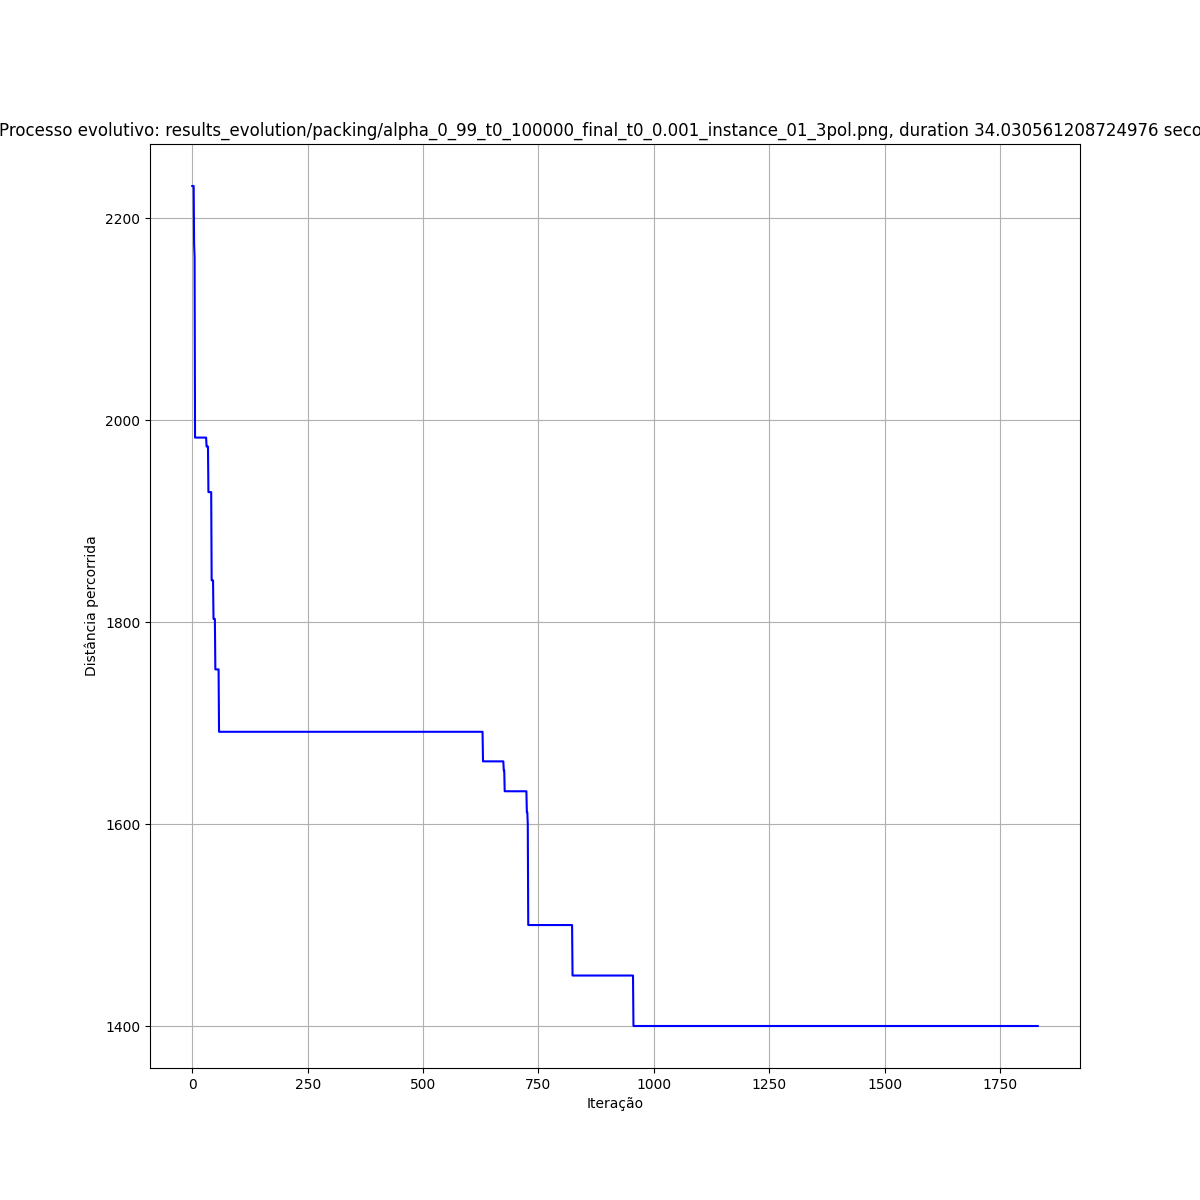 Processo evolutivo: results_evolution/packing/alpha_0_99_t0_100000_final_t0_0.001_instance_01_3pol.png, duration 34.030561208724976 seco
2200
2000
1800
1600
1400
Distância percorrida
0 250 500 750 1000 1250 1500 1750
Iteração